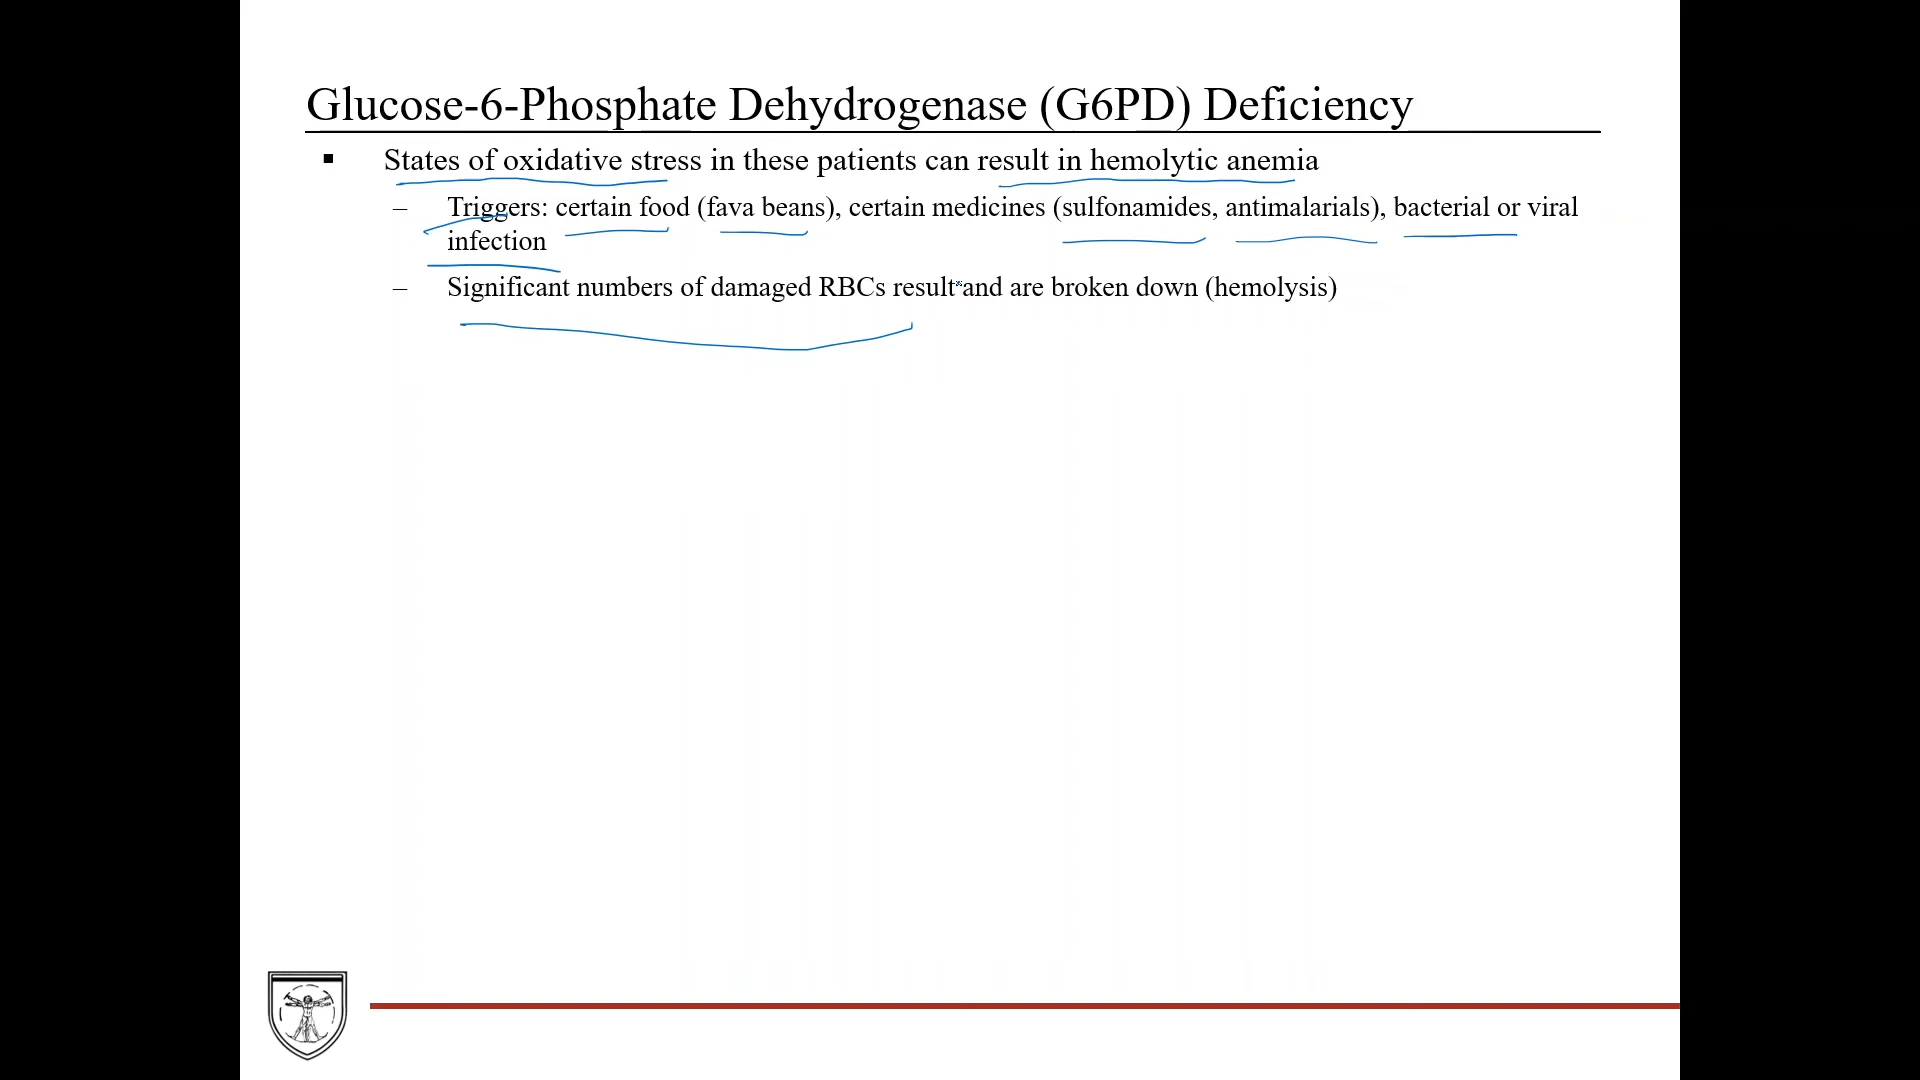 Glucose-6-Phosphate Dehydrogenase (G6PD) Deficiency
▪ States of oxidative stress in these patients can result in hemolytic anemia
– Triggers: certain food (fava beans), certain medicines (sulfonamides, antimalarials), bacterial or viral
infection
– Significant numbers of damaged RBCs result and are broken down (hemolysis)